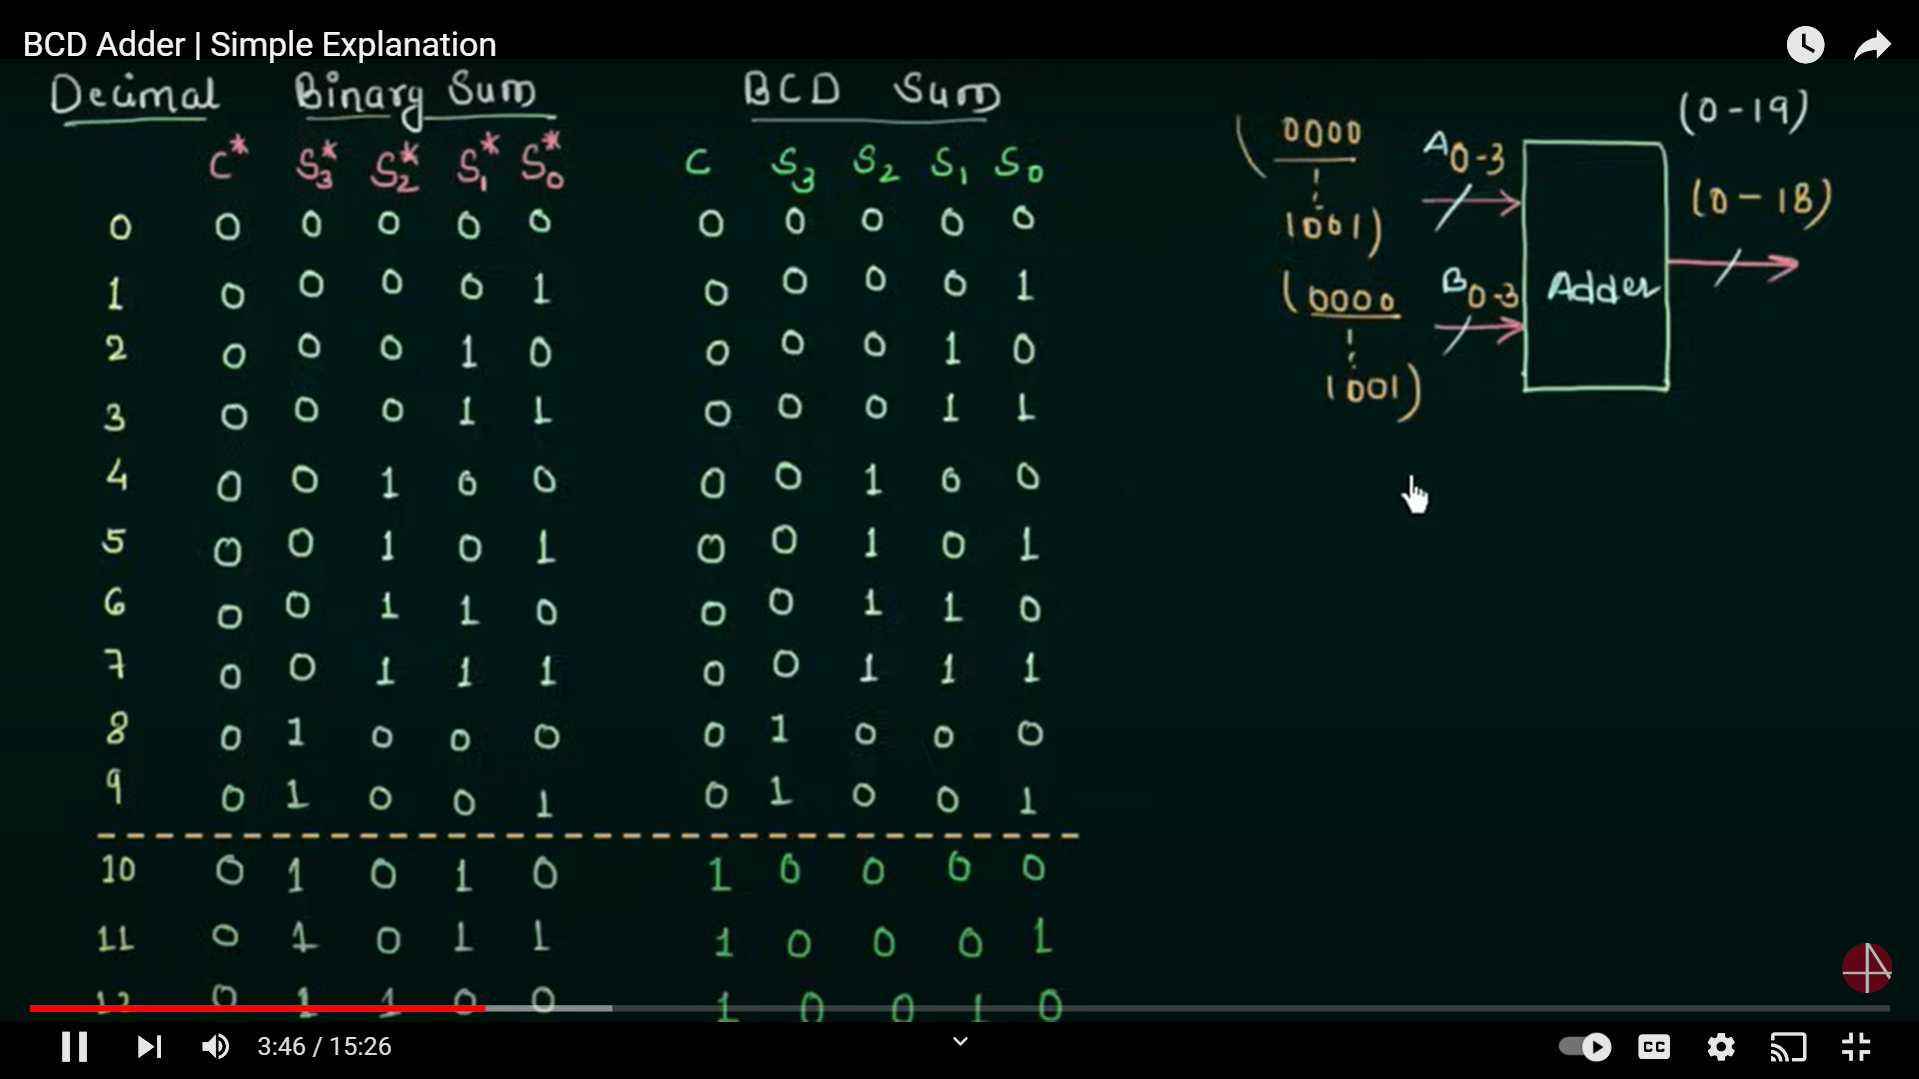 BCD Adder | Simple Explanation
Decimal Binary Sum BCD Sum
C* S3* S2* S1* S0* C S3 S2 S1 S0
0 0 0 0 0 0 0 0 0 0 0
1 0 0 0 0 1 0 0 0 0 1
2 0 0 0 1 0 0 0 0 1 0
3 0 0 0 1 1 0 0 0 1 1
4 0 0 1 0 0 0 0 1 0 0
5 0 0 1 0 1 0 0 1 0 1
6 0 0 1 1 0 0 0 1 1 0
7 0 0 1 1 1 0 0 1 1 1
8 0 1 0 0 0 0 1 0 0 0
9 0 1 0 0 1 0 1 0 0 1
10 0 1 0 1 0 1 0 0 0 0
11 0 1 0 1 1 1 0 0 0 1
12 0 1 1 0 0 1 0 0 1 0
(0-19)
(0000 A0-3
1001)
(0-18)
(0000 B0-3 Adder
1001)
3:46 / 15:26
CC